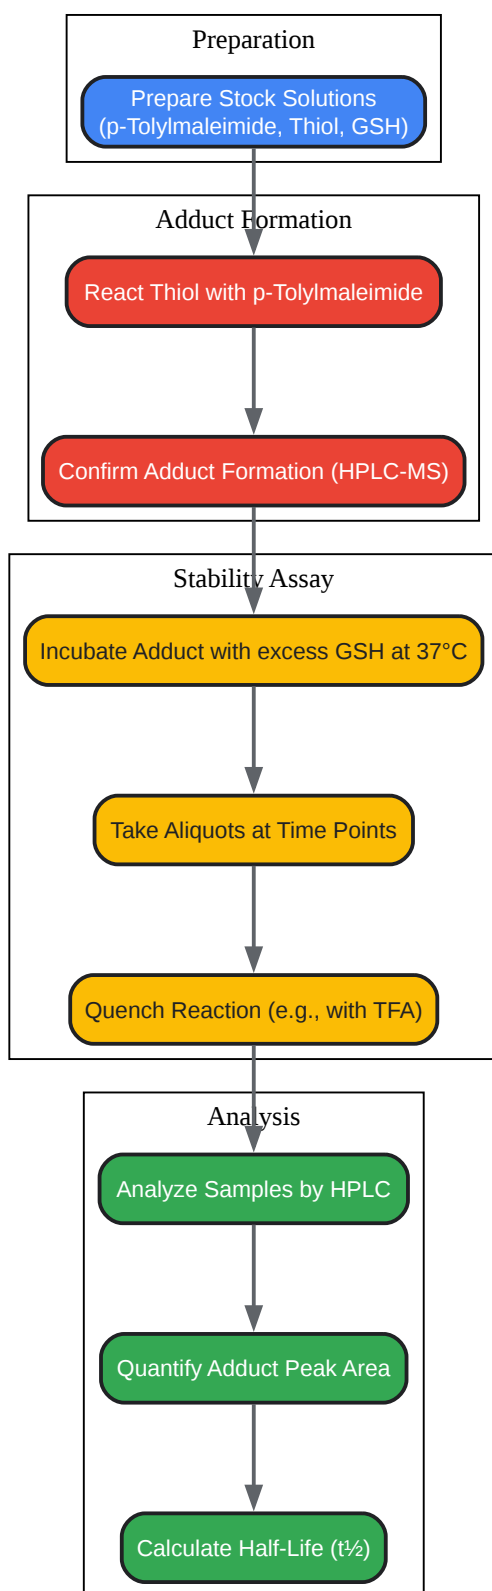 Preparation
Prepare Stock Solutions
(p-Tolylmaleimide, Thiol, GSH)
Adduct Formation
React Thiol with p-Tolylmaleimide
Confirm Adduct Formation (HPLC-MS)
Stability Assay
Incubate Adduct with excess GSH at 37°C
Take Aliquots at Time Points
Quench Reaction (e.g., with TFA)
Analysis
Analyze Samples by HPLC
Quantify Adduct Peak Area
Calculate Half-Life (t½)